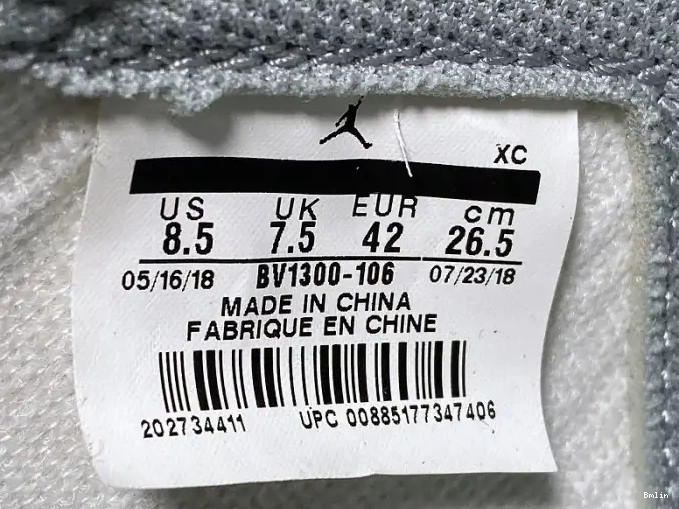 XC
US UK EUR cm
8.5 7.5 42 26.5
05/16/18 BV1300-106 07/23/18
MADE IN CHINA
FABRIQUE EN CHINE
202734411 UPC 00885177347406
Bmlin